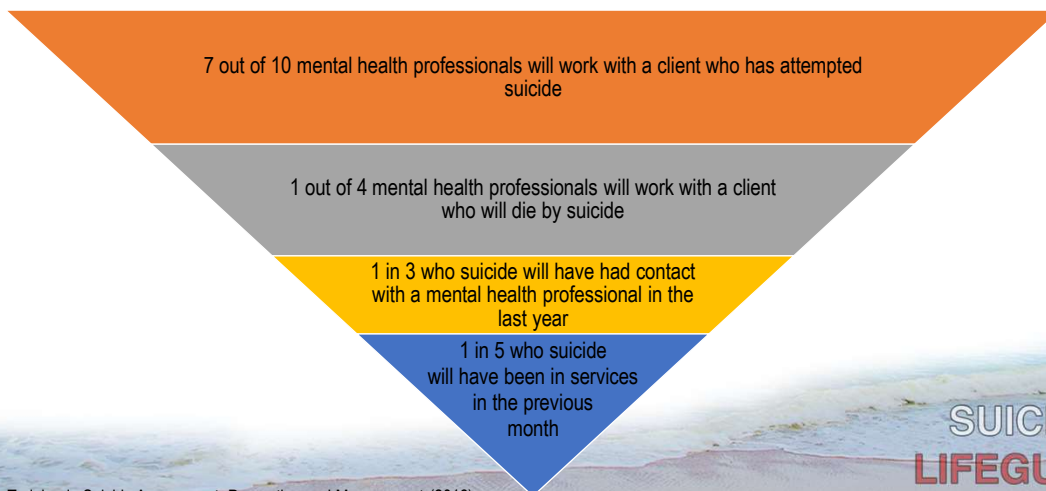 7 out of 10 mental health professionals will work with a client who has attempted
suicide
1 out of 4 mental health professionals will work with a client
who will die by suicide
1 in 3 who suicide will have had contact
with a mental health professional in the
last year
1 in 5 who suicide
will have been in services
in the previous
month
SUIC
LIFEGU